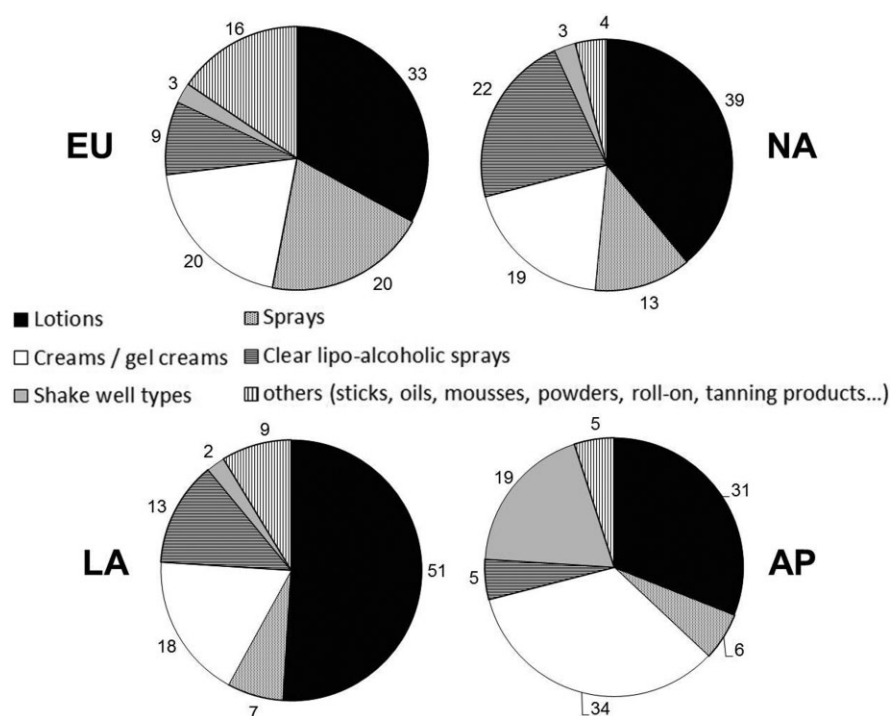 16
3
33
9
EU
20
20
4
3
22
39
NA
19
13
Lotions
Sprays
Creams / gel creams
Clear lipo-alcoholic sprays
Shake well types
others (sticks, oils, mousses, powders, roll-on, tanning products...)
9
2
13
LA
51
18
7
5
19
31
AP
5
6
34